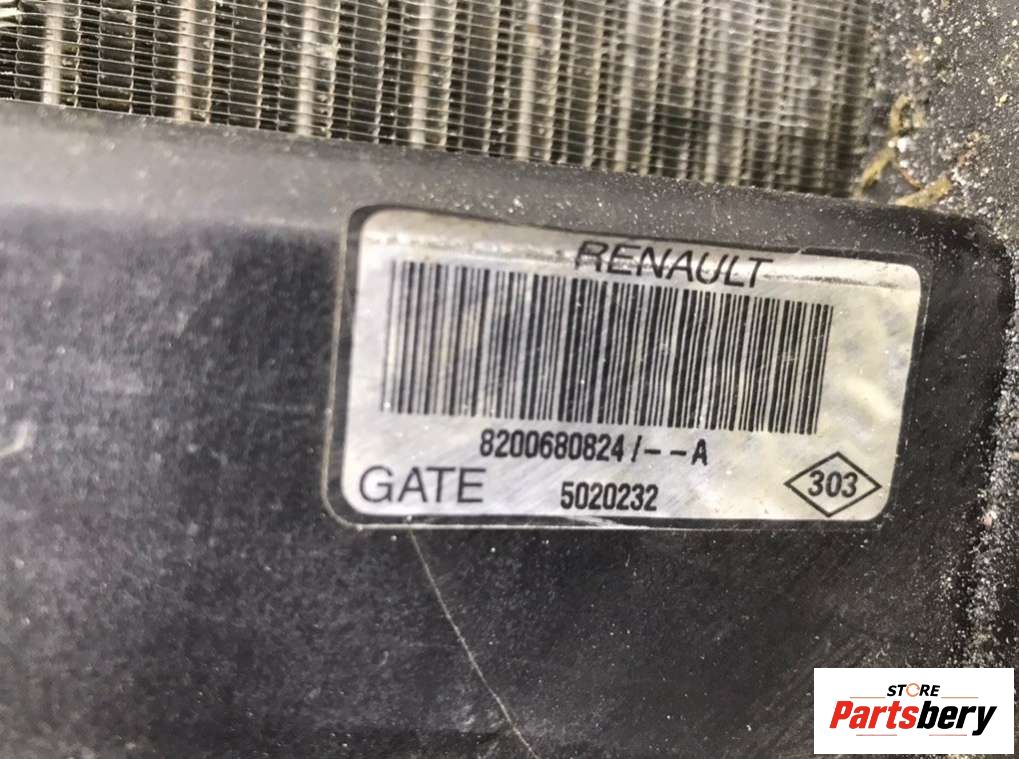 RENAULT
8200680824/--A
GATE 5020232 303
STORE
Partsbery